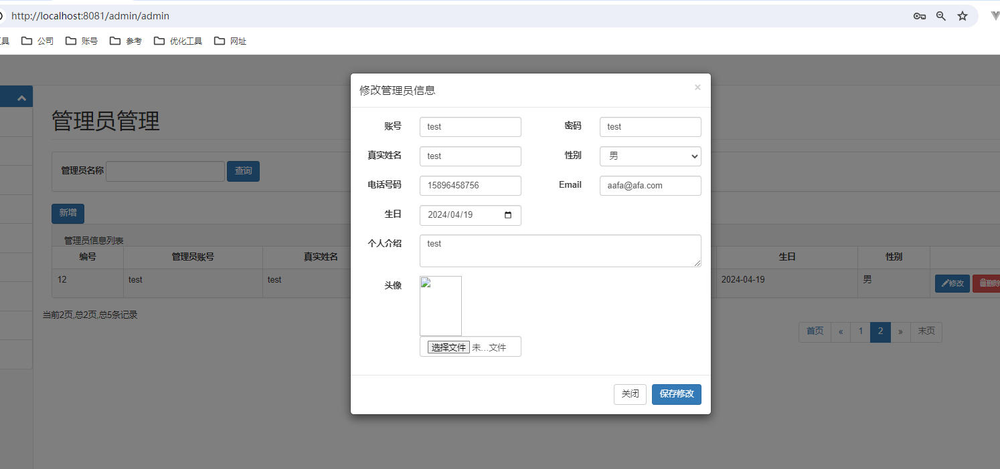 http://localhost:8081/admin/admin
工具 公司 账号 参考 优化工具 网址
修改管理员信息 ×
管理员管理
账号 test 密码 test
真实姓名 test 性别 男
管理员名称 查询
电话号码 15896458756 Email aafa@afa.com
新增
生日 2024/04/19
管理员信息列表
个人介绍 test
编号 管理员账号 真实姓名 生日 性别
12 test test 2024-04-19 男 修改 删除
头像
当前2页,总2页,总5条记录
首页 « 1 2 » 末页
选择文件 未...文件
关闭 保存修改